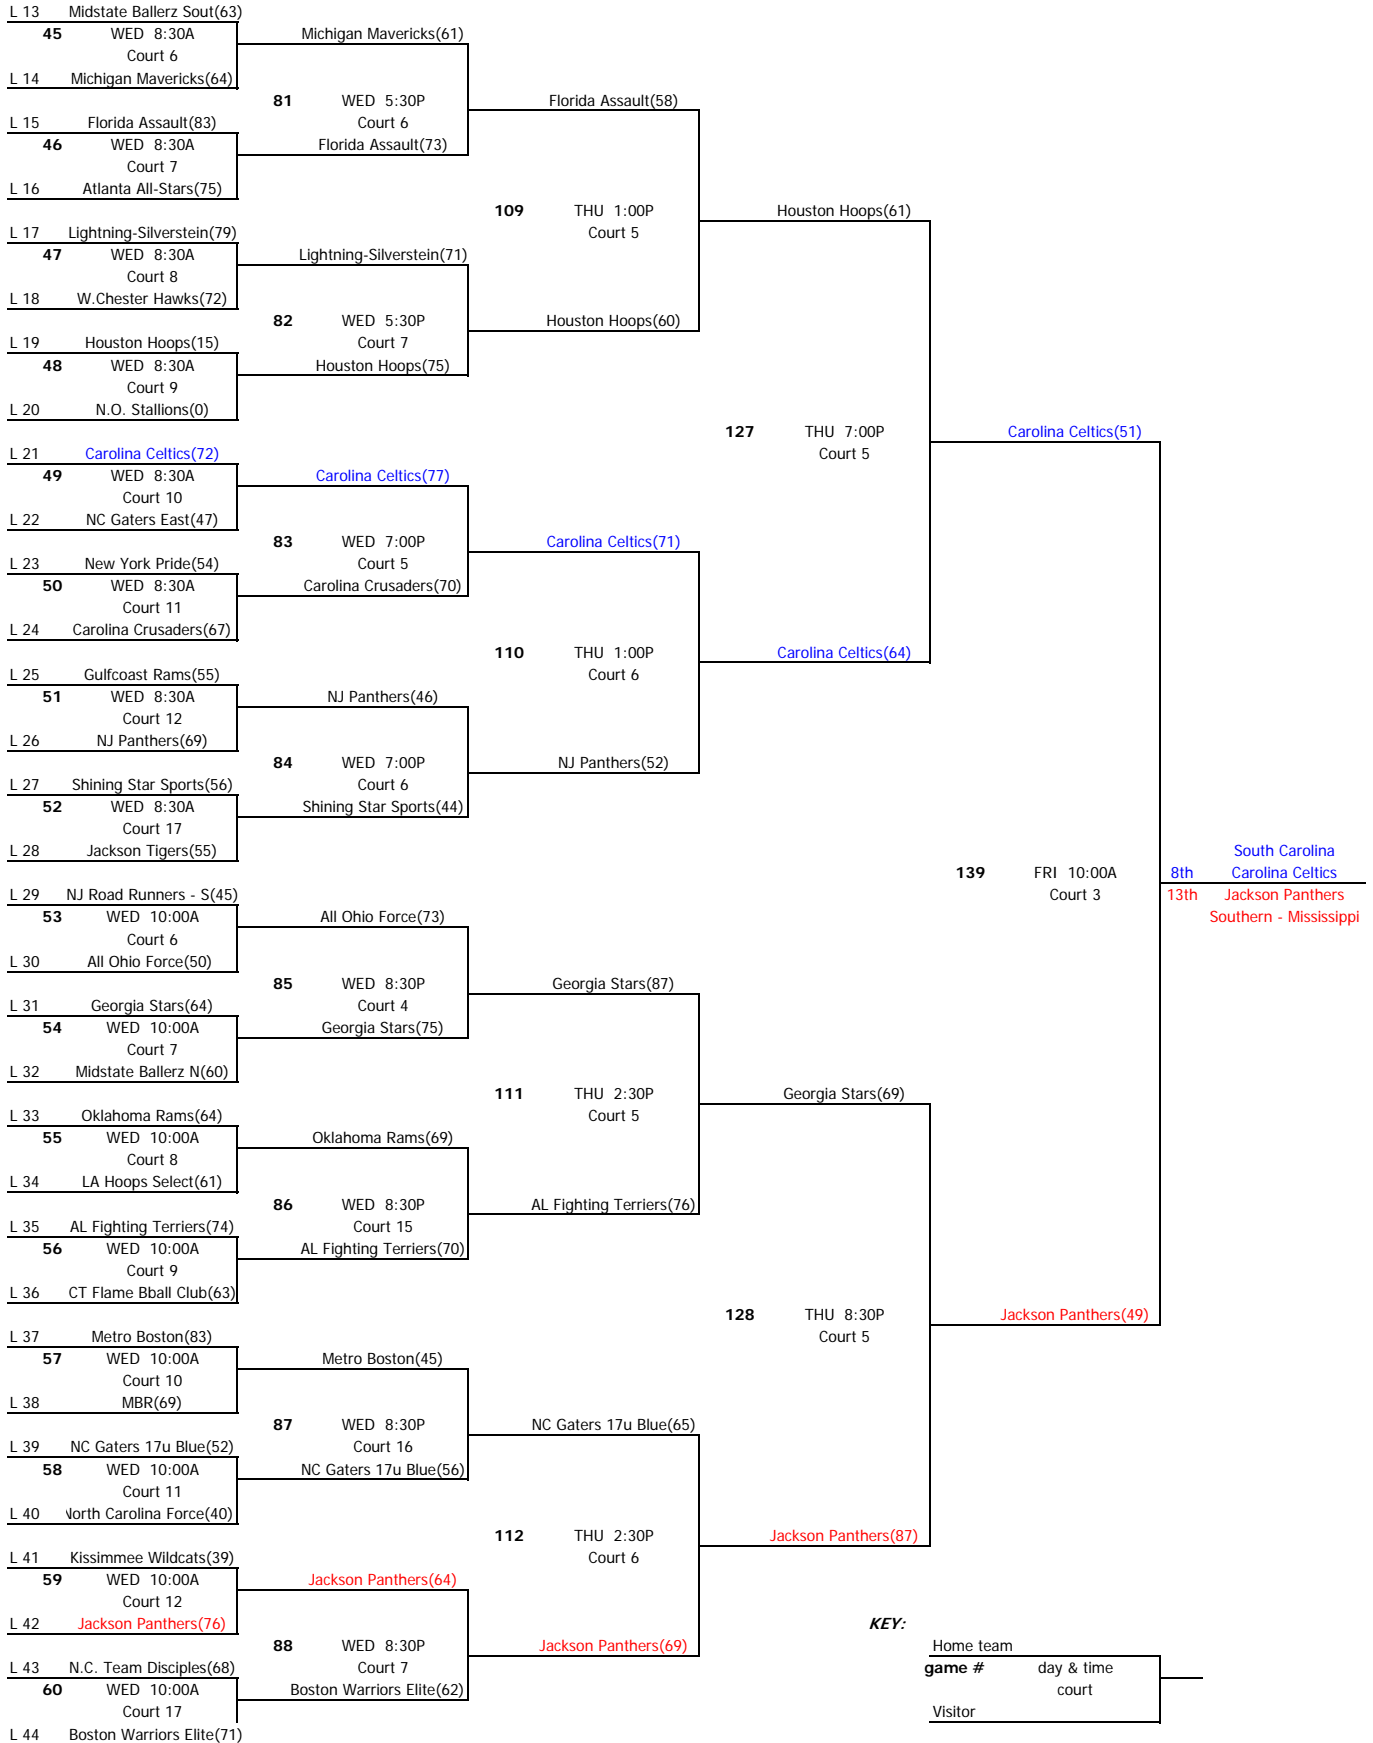 L 13 Midstate Ballerz Sout(63)
45 WED 8:30A
Court 6
L 14 Michigan Mavericks(64)
L 15 Florida Assault(83)
46 WED 8:30A
Court 7
L 16 Atlanta All-Stars(75)
L 17 Lightning-Silverstein(79)
47 WED 8:30A
Court 8
L 18 W.Chester Hawks(72)
L 19 Houston Hoops(15)
48 WED 8:30A
Court 9
L 20 N.O. Stallions(0)
L 21 Carolina Celtics(72)
49 WED 8:30A
Court 10
L 22 NC Gaters East(47)
L 23 New York Pride(54)
50 WED 8:30A
Court 11
L 24 Carolina Crusaders(67)
L 25 Gulfcoast Rams(55)
51 WED 8:30A
Court 12
L 26 NJ Panthers(69)
L 27 Shining Star Sports(56)
52 WED 8:30A
Court 17
L 28 Jackson Tigers(55)
L 29 NJ Road Runners - S(45)
53 WED 10:00A
Court 6
L 30 All Ohio Force(50)
L 31 Georgia Stars(64)
54 WED 10:00A
Court 7
L 32 Midstate Ballerz N(60)
L 33 Oklahoma Rams(64)
55 WED 10:00A
Court 8
L 34 LA Hoops Select(61)
L 35 AL Fighting Terriers(74)
56 WED 10:00A
Court 9
L 36 CT Flame Bball Club(63)
L 37 Metro Boston(83)
57 WED 10:00A
Court 10
L 38 MBR(69)
L 39 NC Gaters 17u Blue(52)
58 WED 10:00A
Court 11
L 40 North Carolina Force(40)
L 41 Kissimmee Wildcats(39)
59 WED 10:00A
Court 12
L 42 Jackson Panthers(76)
L 43 N.C. Team Disciples(68)
60 WED 10:00A
Court 17
L 44 Boston Warriors Elite(71)
Michigan Mavericks(61)
81 WED 5:30P
Court 6
Florida Assault(73)
Lightning-Silverstein(71)
82 WED 5:30P
Court 7
Houston Hoops(75)
Carolina Celtics(77)
83 WED 7:00P
Court 5
Carolina Crusaders(70)
NJ Panthers(46)
84 WED 7:00P
Court 6
Shining Star Sports(44)
All Ohio Force(73)
85 WED 8:30P
Court 4
Georgia Stars(75)
Oklahoma Rams(69)
86 WED 8:30P
Court 15
AL Fighting Terriers(70)
Metro Boston(45)
87 WED 8:30P
Court 16
NC Gaters 17u Blue(56)
Jackson Panthers(64)
88 WED 8:30P
Court 7
Boston Warriors Elite(62)
Florida Assault(58)
109 THU 1:00P
Court 5
Houston Hoops(60)
Carolina Celtics(71)
110 THU 1:00P
Court 6
NJ Panthers(52)
Georgia Stars(87)
111 THU 2:30P
Court 5
AL Fighting Terriers(76)
NC Gaters 17u Blue(65)
112 THU 2:30P
Court 6
Jackson Panthers(69)
Houston Hoops(61)
127 THU 7:00P
Court 5
Carolina Celtics(64)
Georgia Stars(69)
128 THU 8:30P
Court 5
Jackson Panthers(87)
Carolina Celtics(51)
139 FRI 10:00A
Court 3
Jackson Panthers(49)
South Carolina
8th Carolina Celtics
13th Jackson Panthers
Southern - Mississippi
KEY:
Home team
game # day & time
court
Visitor